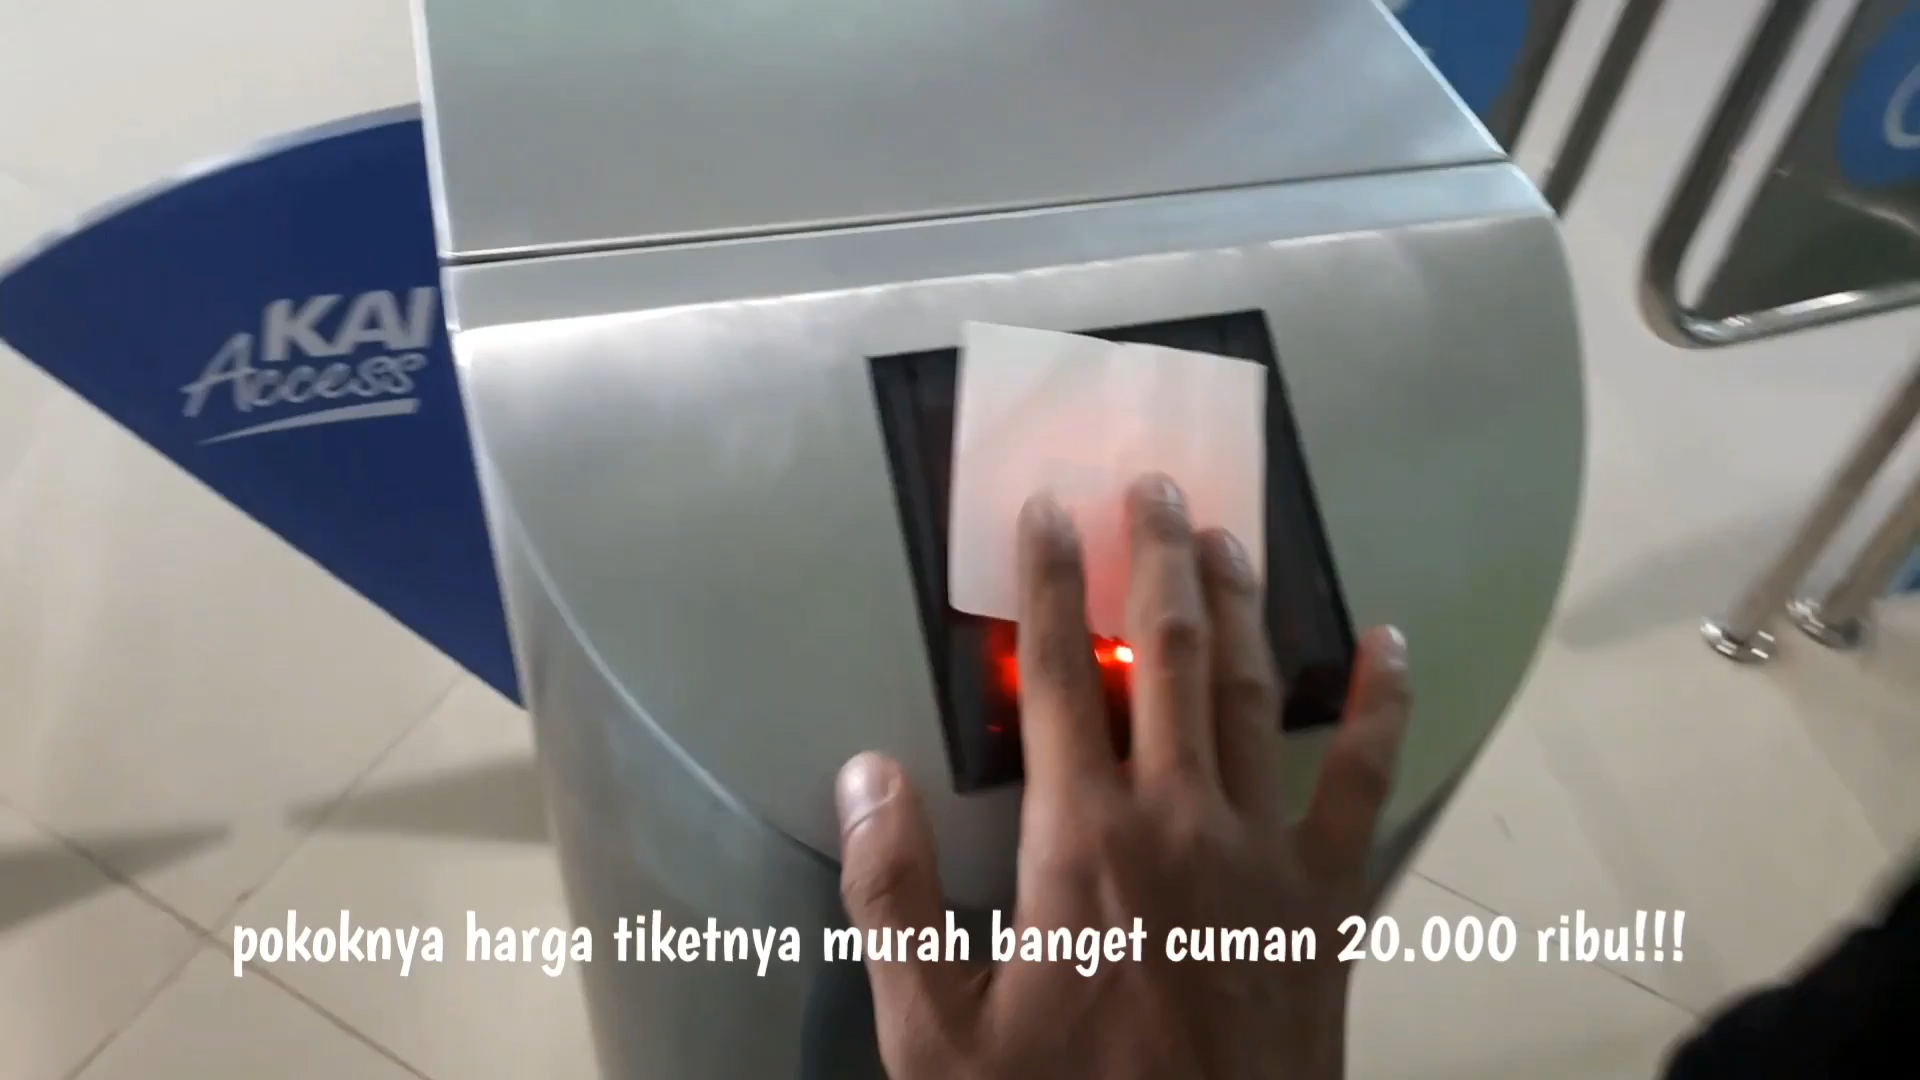 KAI
Access
pokoknya harga tiketnya murah banget cuman 20.000 ribu!!!